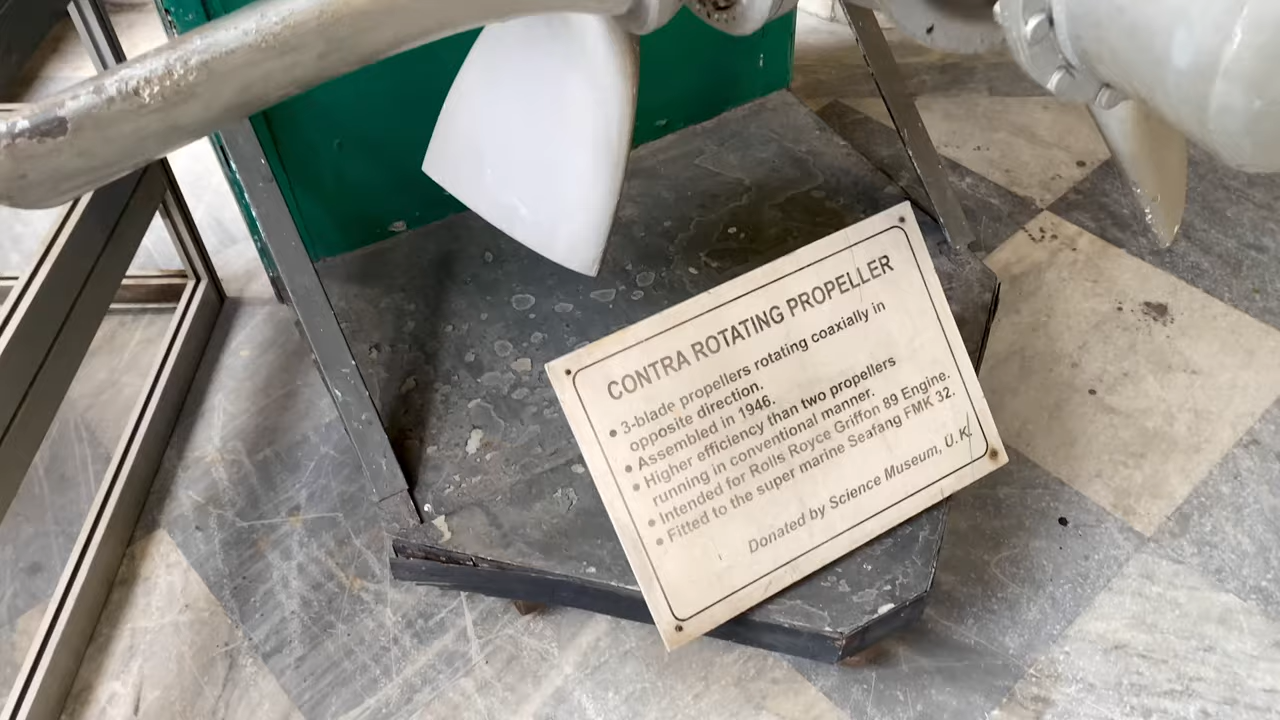 CONTRA ROTATING PROPELLER
• 3-blade propellers rotating coaxially in
opposite direction.
• Assembled in 1946.
• Higher efficiency than two propellers
running in conventional manner.
• Intended for Rolls Royce Griffon 89 Engine.
• Fitted to the super marine Seafang FMK 32.
Donated by Science Museum, U.K.